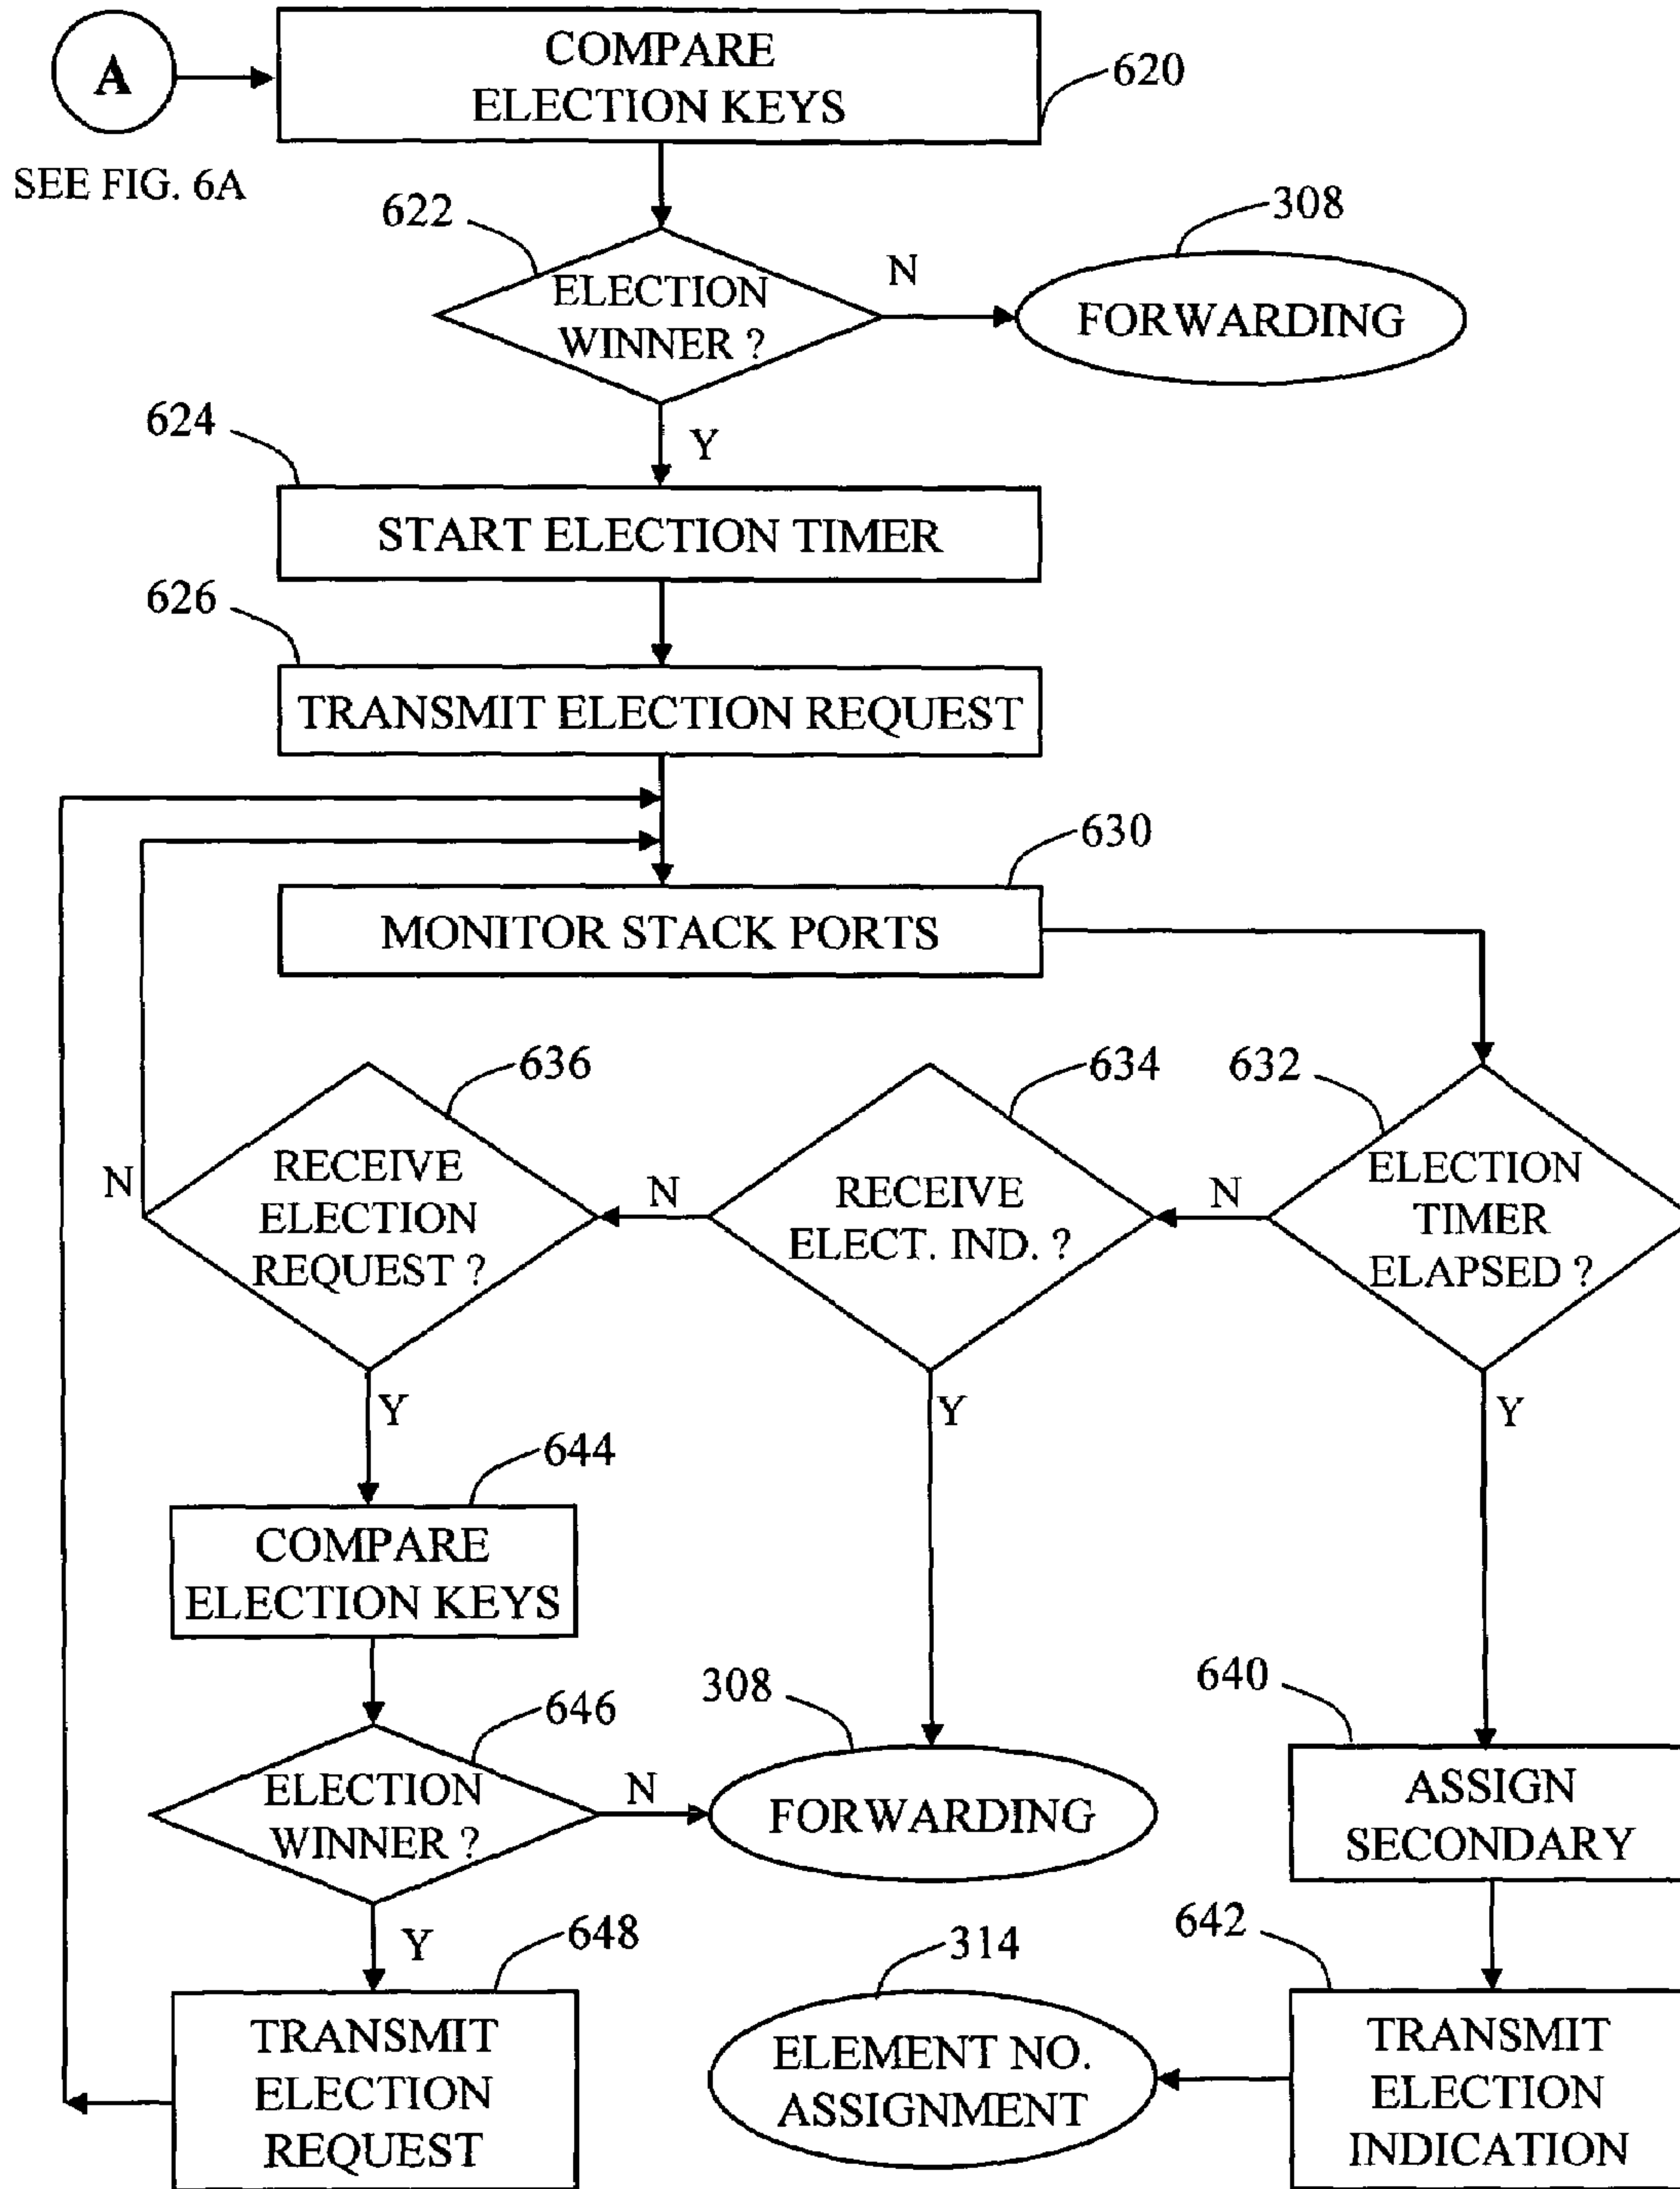 A
COMPARE
ELECTION KEYS
620
SEE FIG. 6A
622
308
ELECTION
WINNER ?
N
FORWARDING
624
Y
START ELECTION TIMER
626
TRANSMIT ELECTION REQUEST
630
MONITOR STACK PORTS
636
634
632
RECEIVE
ELECTION
REQUEST ?
N
N
RECEIVE
ELECT. IND. ?
N
ELECTION
TIMER
ELAPSED ?
Y
Y
Y
644
COMPARE
ELECTION KEYS
646
308
640
ELECTION
WINNER ?
N
FORWARDING
ASSIGN
SECONDARY
Y
648
314
642
TRANSMIT
ELECTION
REQUEST
ELEMENT NO.
ASSIGNMENT
TRANSMIT
ELECTION
INDICATION